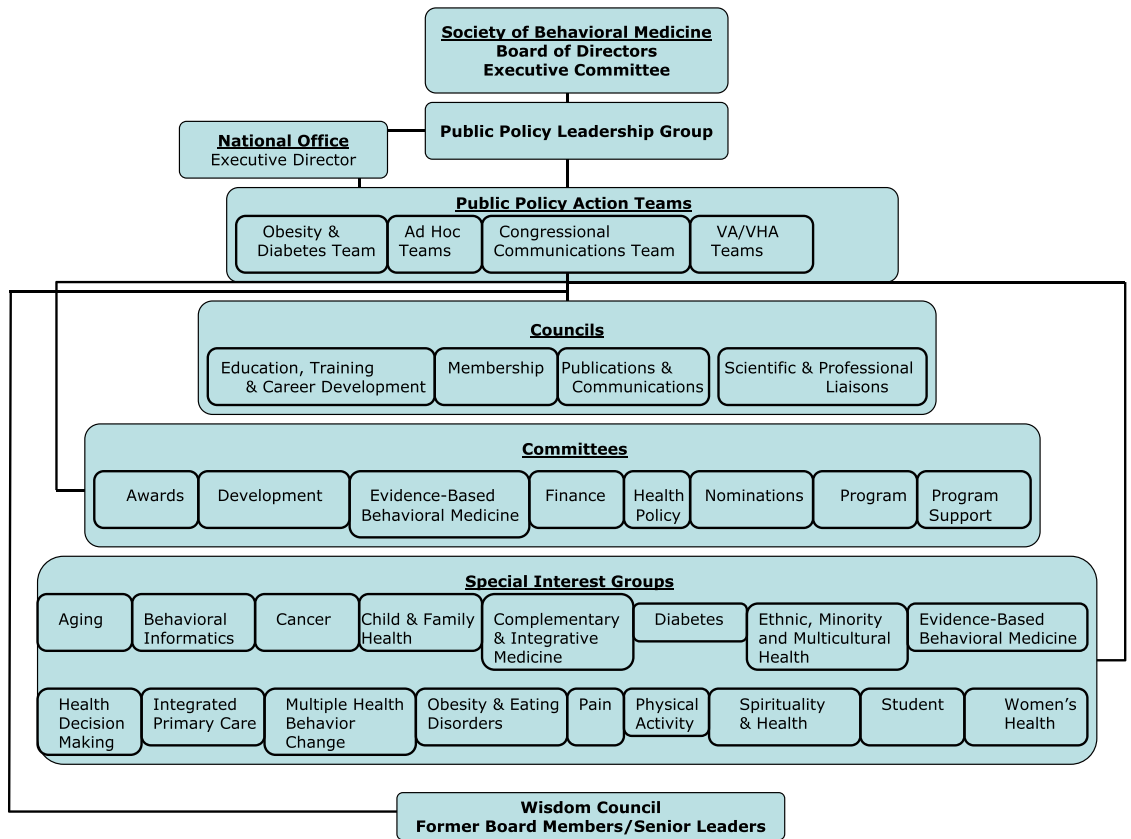 Society of Behavioral Medicine
Board of Directors
Executive Committee
Public Policy Leadership Group
National Office
Executive Director
Public Policy Action Teams
Obesity &
Diabetes Team
Ad Hoc
Teams
Congressional
Communications Team
VA/VHA
Teams
Councils
Education, Training
& Career Development
Membership
Publications &
Communications
Scientific & Professional
Liaisons
Committees
Awards
Development
Evidence-Based
Behavioral Medicine
Finance
Health
Policy
Nominations
Program
Program
Support
Special Interest Groups
Aging
Behavioral
Informatics
Cancer
Child & Family
Health
Complementary
& Integrative
Medicine
Diabetes
Ethnic, Minority
and Multicultural
Health
Evidence-Based
Behavioral Medicine
Health
Decision
Making
Integrated
Primary Care
Multiple Health
Behavior
Change
Obesity & Eating
Disorders
Pain
Physical
Activity
Spirituality
& Health
Student
Women’s
Health
Wisdom Council
Former Board Members/Senior Leaders